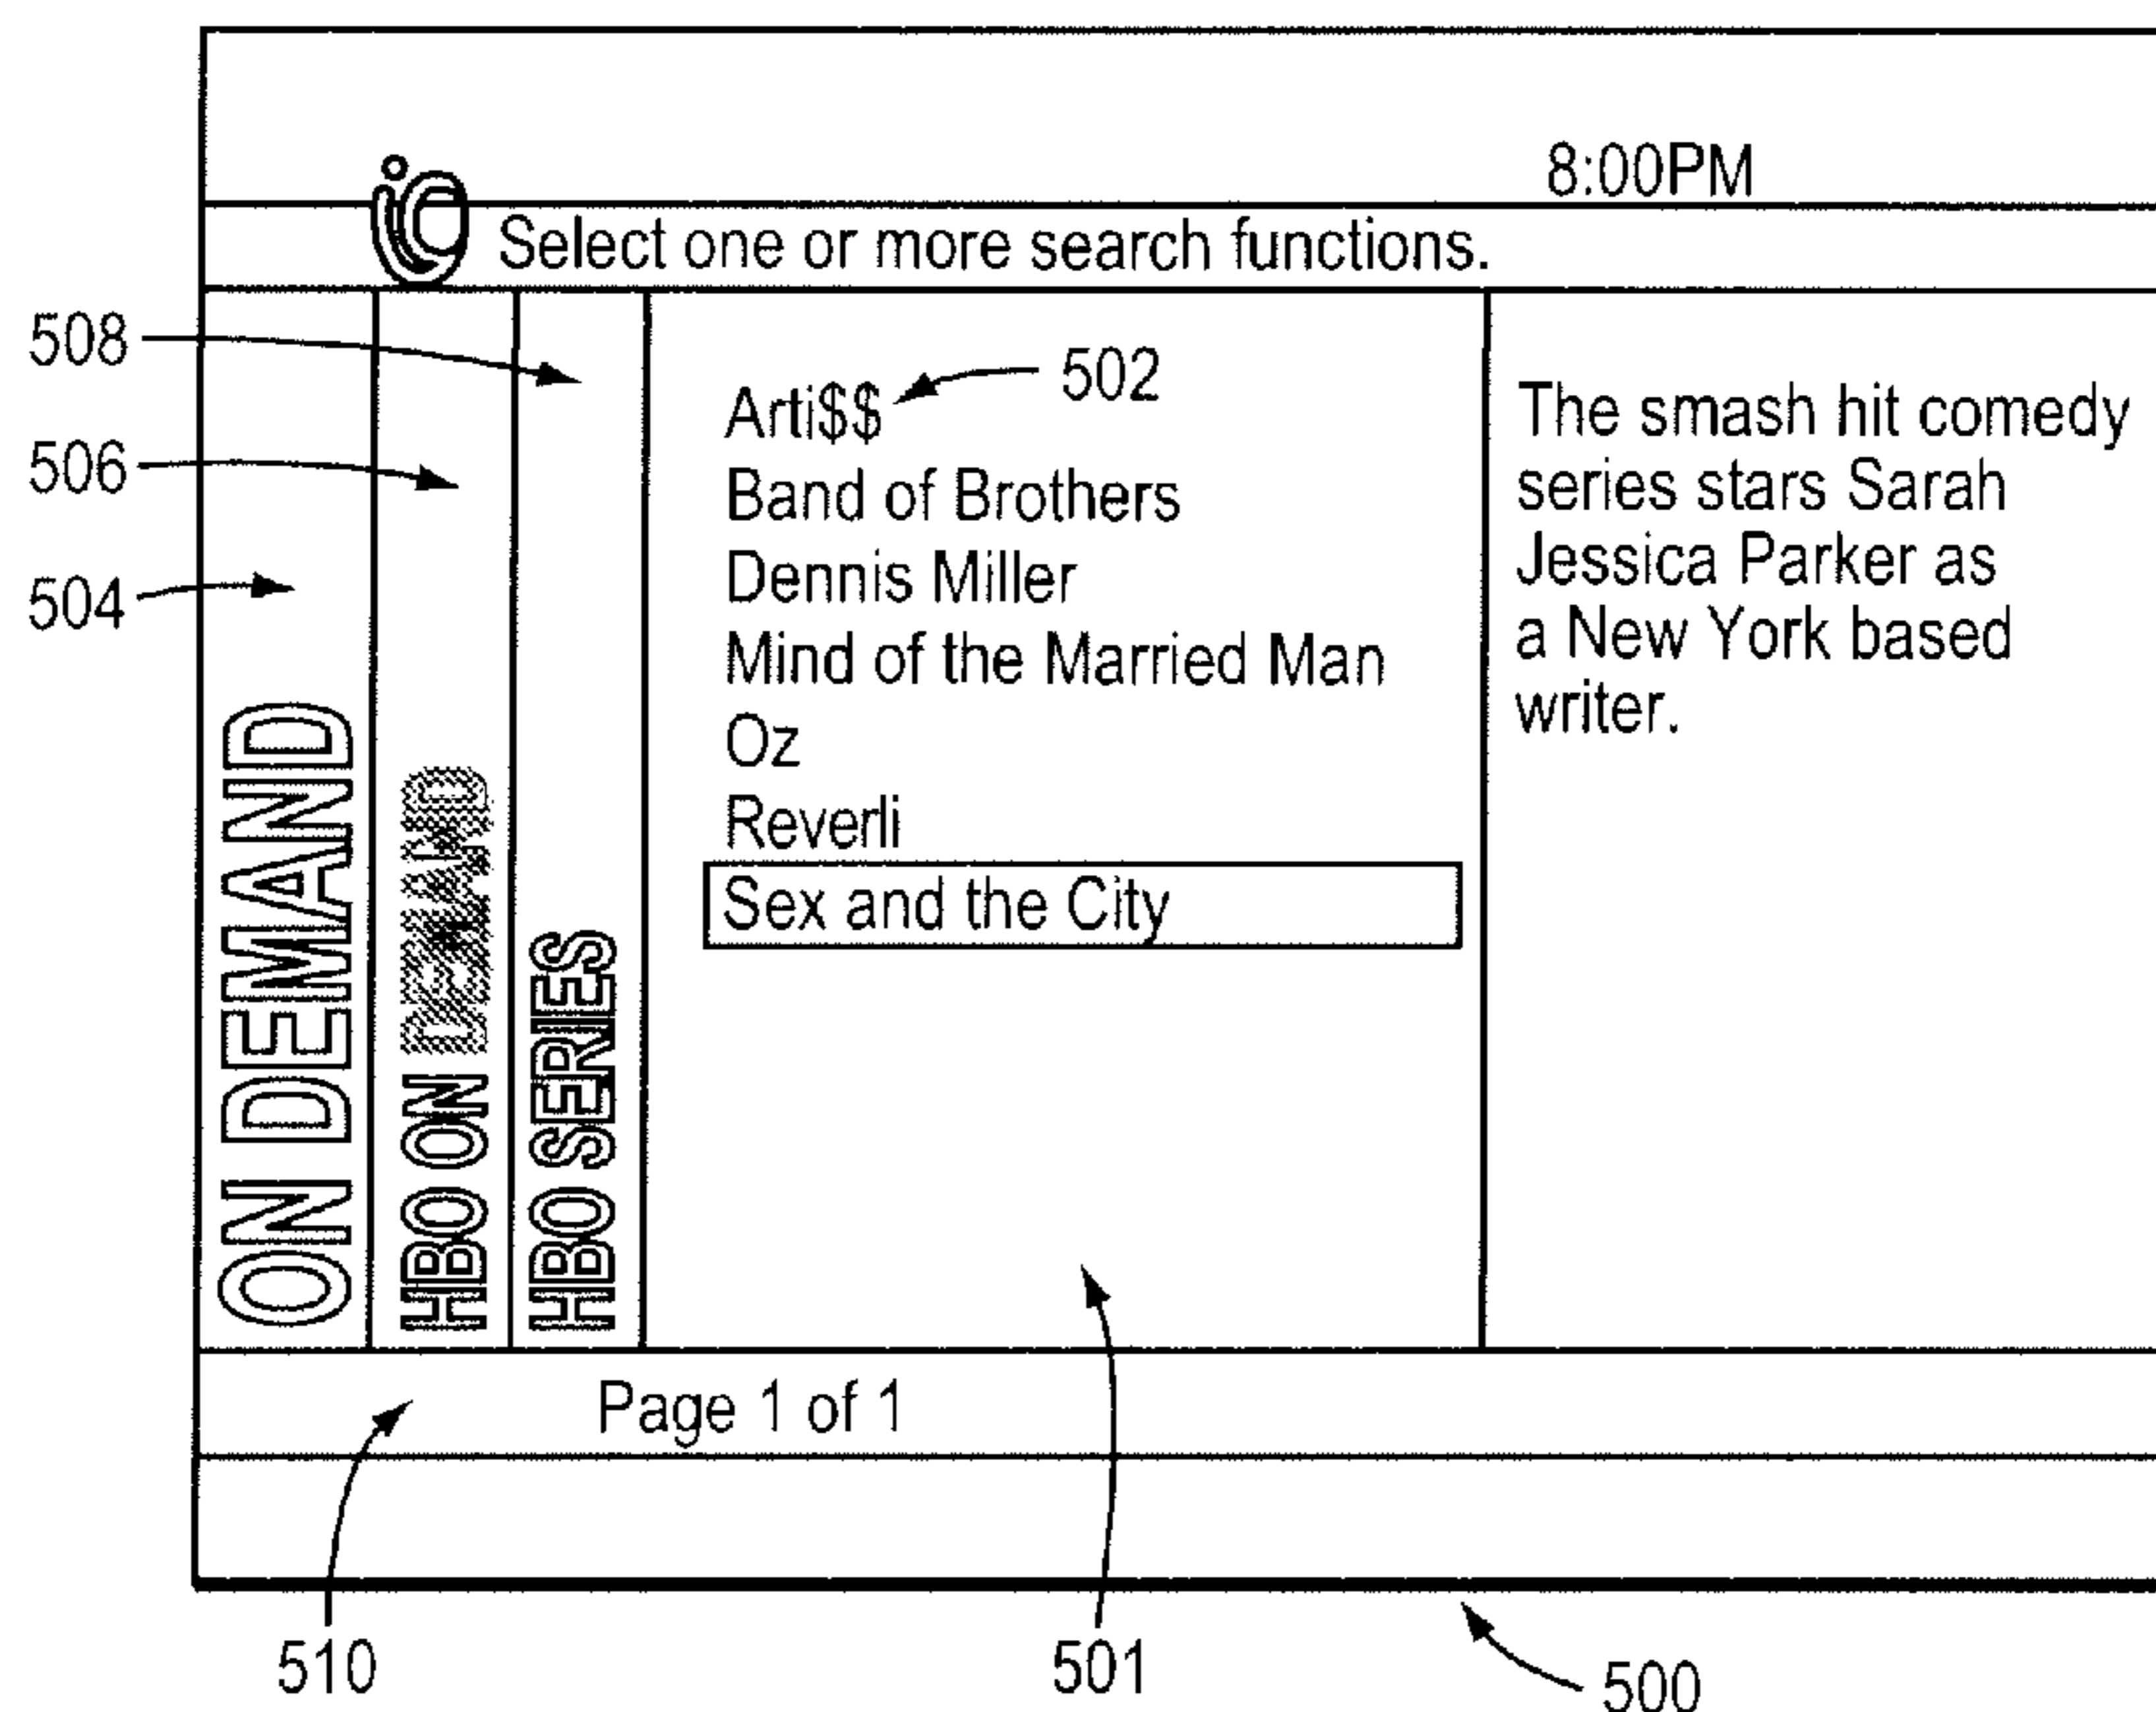 8:00PM
iO
Select one or more search functions.
508
506
504
502
ON DEMAND
HBO ON DEMAND
HBO SERIES
Arti$$
Band of Brothers
Dennis Miller
Mind of the Married Man
Oz
Reverli
Sex and the City
The smash hit comedy
series stars Sarah
Jessica Parker as
a New York based
writer.
Page 1 of 1
510
501
500